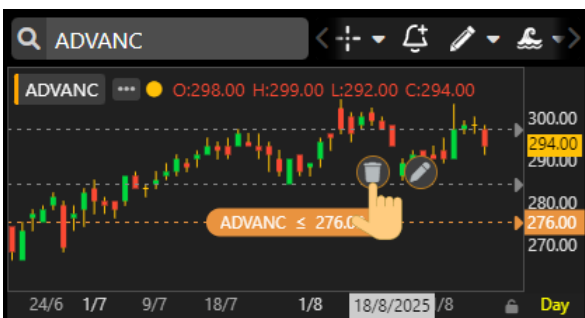 ADVANC
ADVANC ••• O:298.00 H:299.00 L:292.00 C:294.00
300.00
294.00
290.00
280.00
ADVANC ≤ 276.0
276.00
270.00
24/6 1/7 9/7 18/7 1/8 18/8/2025 /8 Day